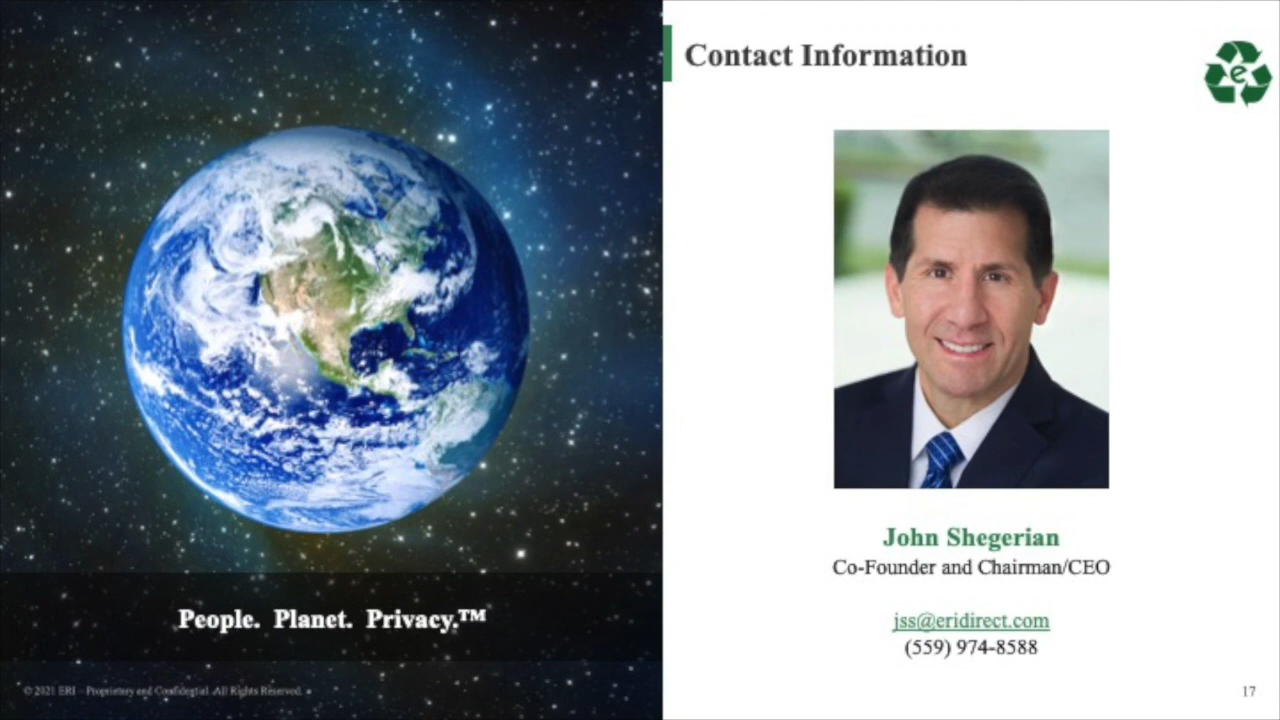 Contact Information
e
John Shegerian
Co-Founder and Chairman/CEO
jss@eridirect.com
(559) 974-8588
People. Planet. Privacy.™
© 2021 ERI – Proprietary and Confidential. All Rights Reserved.
17